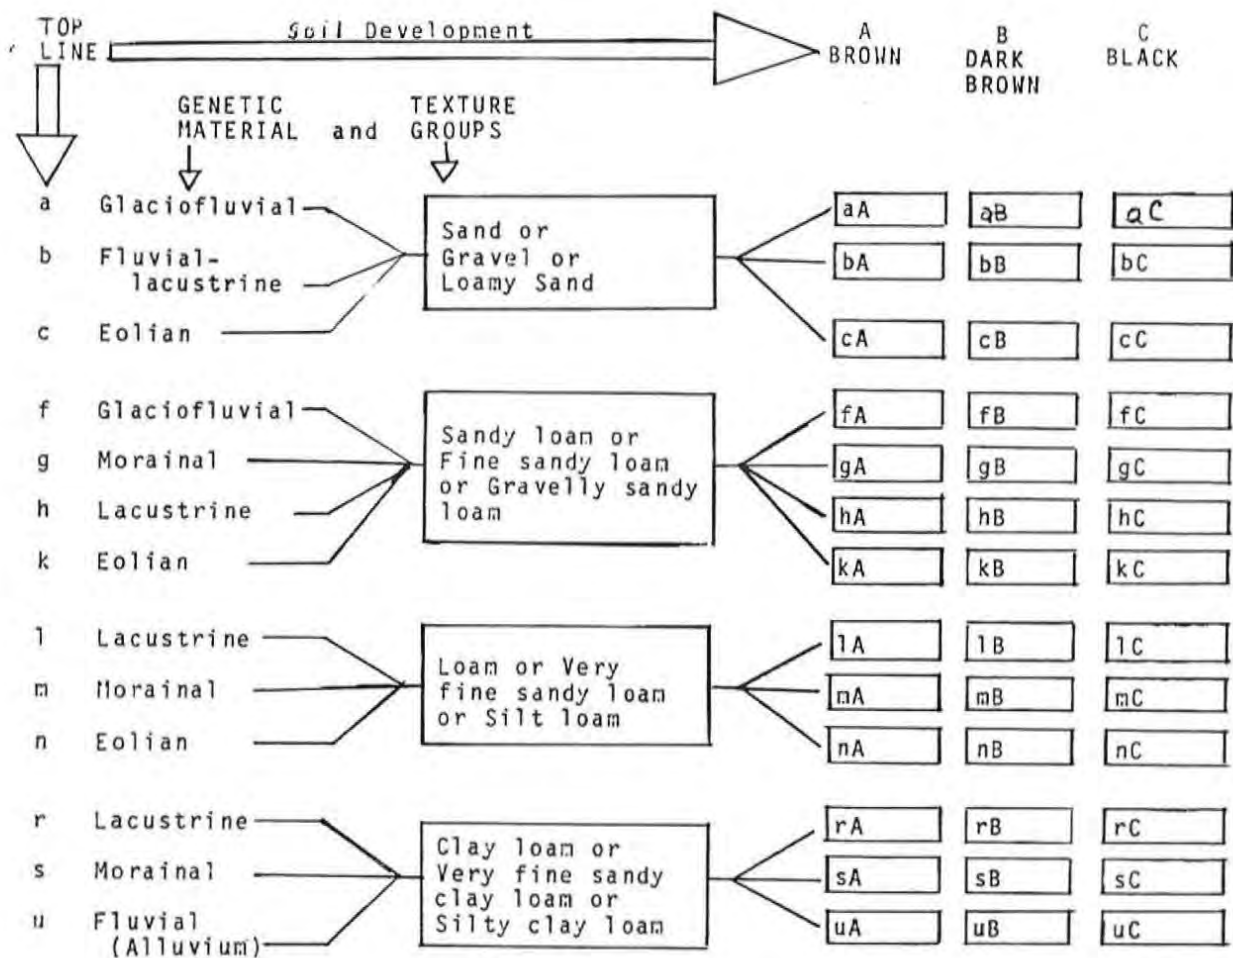 TOP
LINE
Soil Development
A
BROWN
B
DARK
BROWN
C
BLACK
GENETIC
MATERIAL and
TEXTURE
GROUPS
a Glaciofluvial
b Fluvial-
lacustrine
c Eolian
Sand or
Gravel or
Loamy Sand
aA aB aC
bA bB bC
cA cB cC
f Glaciofluvial
g Morainal
h Lacustrine
k Eolian
Sandy loam or
Fine sandy loam
or Gravelly sandy
loam
fA fB fC
gA gB gC
hA hB hC
kA kB kC
l Lacustrine
m Morainal
n Eolian
Loam or Very
fine sandy loam
or Silt loam
lA lB lC
mA mB mC
nA nB nC
r Lacustrine
s Morainal
u Fluvial
(Alluvium)
Clay loam or
Very fine sandy
clay loam or
Silty clay loam
rA rB rC
sA sB sC
uA uB uC